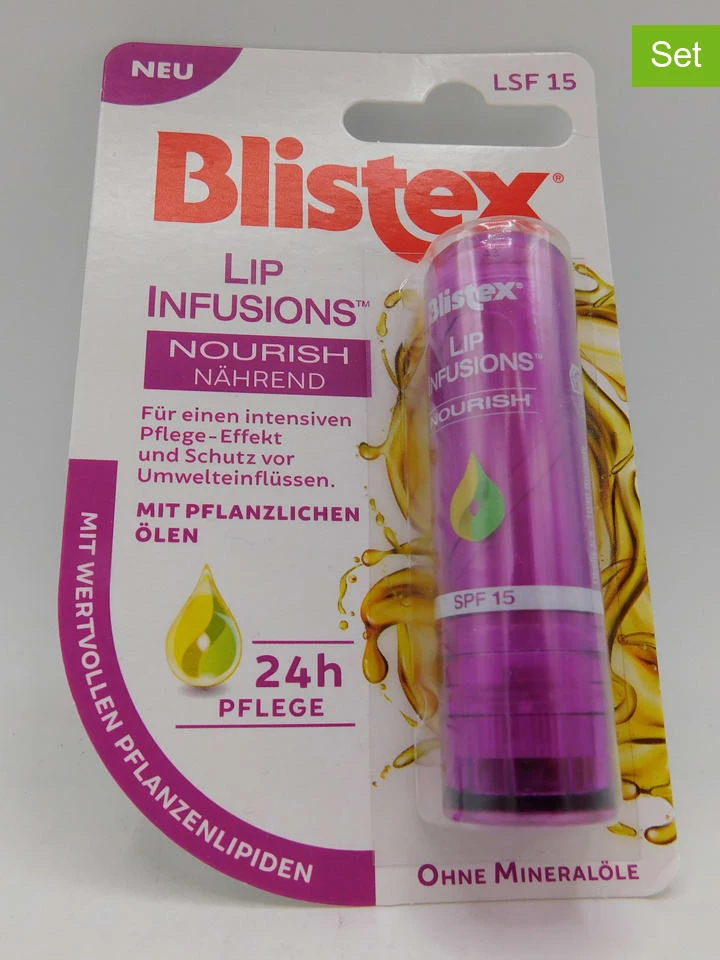 Set
NEU
LSF 15
Blistex®
LIP
INFUSIONS™
NOURISH
NÄHREND
Für einen intensiven
Pflege-Effekt
und Schutz vor
Umwelteinflüssen.
MIT PFLANZLICHEN
ÖLEN
24h
PFLEGE
MIT WERTVOLLEN PFLANZENLIPIDEN
OHNE MINERALÖLE
Blistex®
LIP
INFUSIONS™
NOURISH
SPF 15